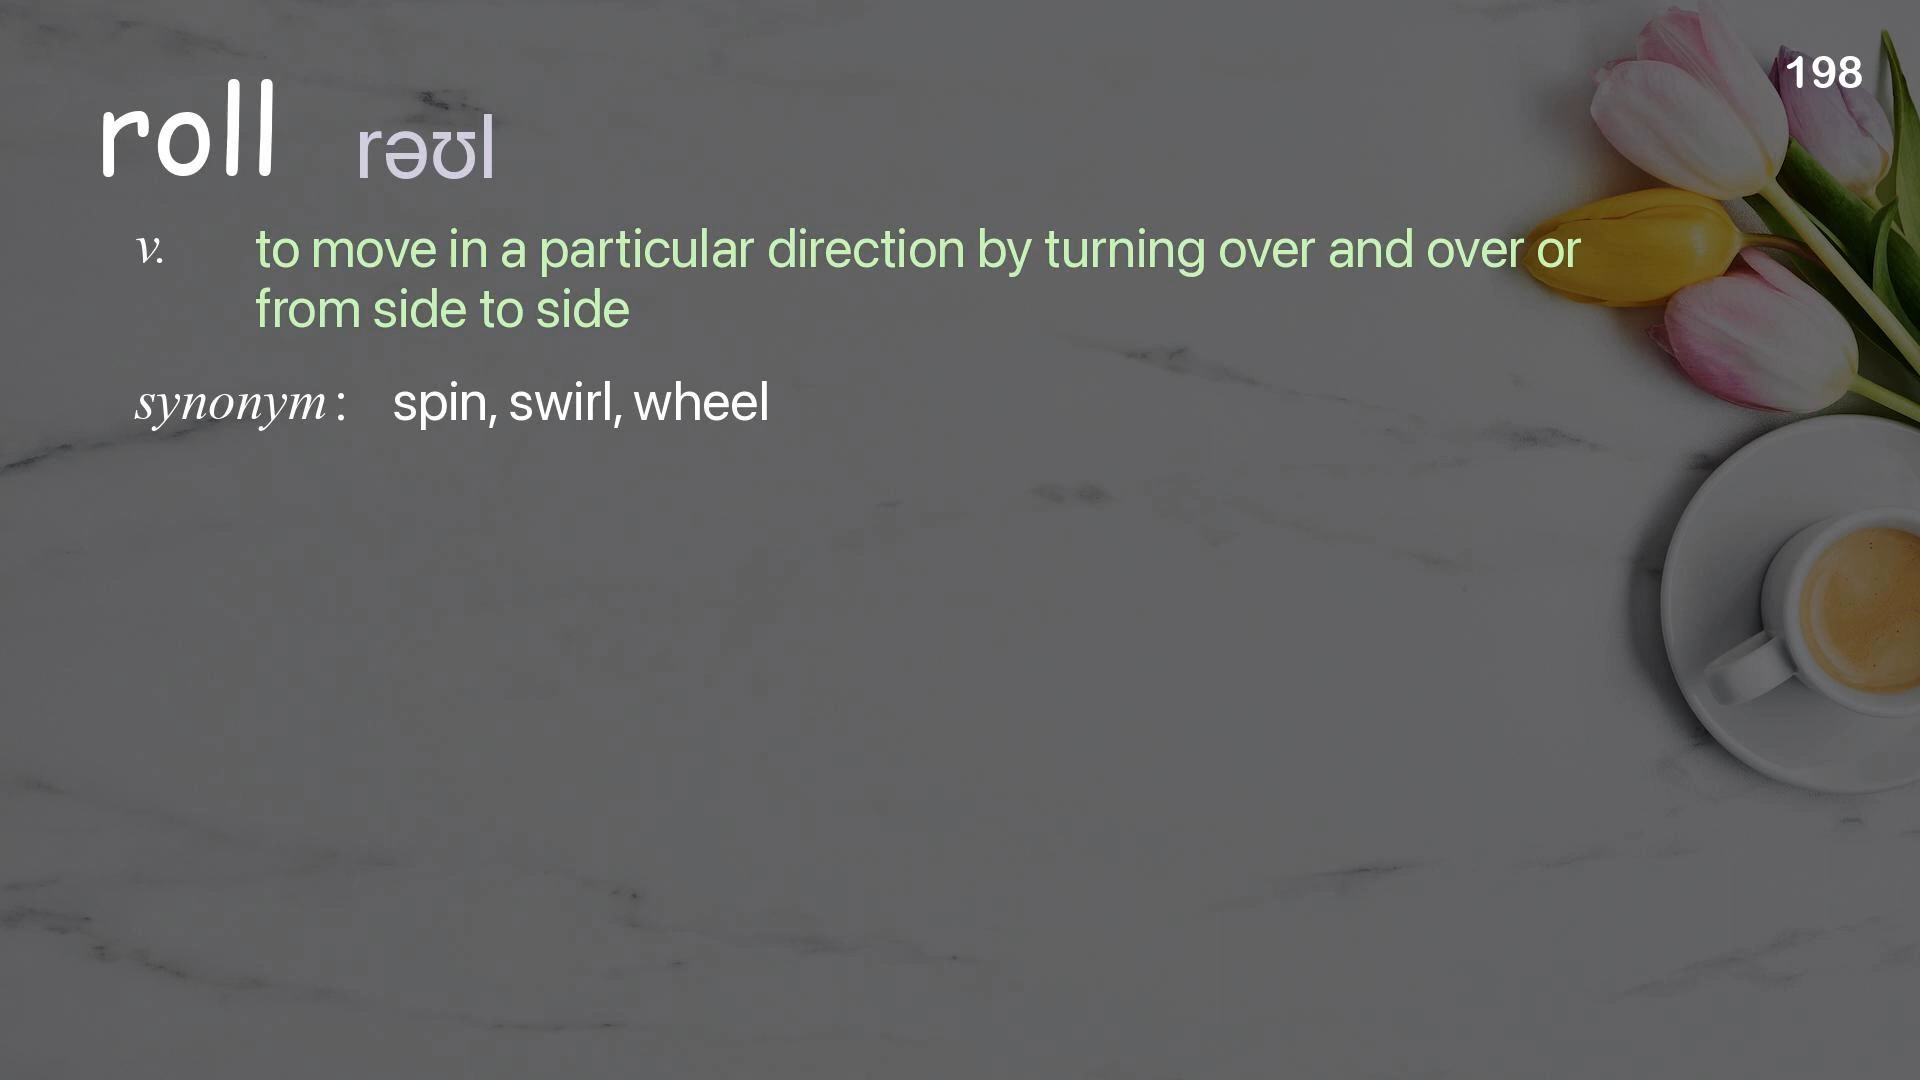 198
roll rəʊl
v. to move in a particular direction by turning over and over or
from side to side
synonym: spin, swirl, wheel